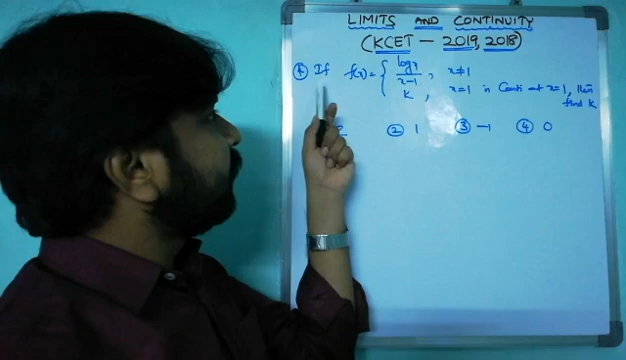 LIMITS AND CONTINUITY
(KCET - 2019, 2018)
If f(x) = { log x / x-1 , x≠1
k , x=1 is Conti at x=1, then
find k
② 1 ③ -1 ④ 0